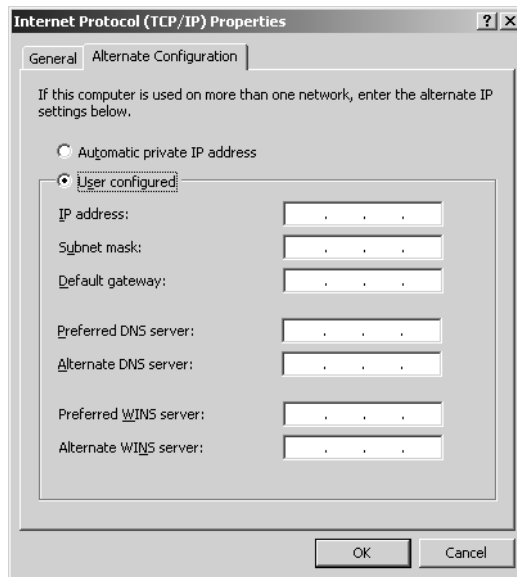 Internet Protocol (TCP/IP) Properties
General Alternate Configuration
If this computer is used on more than one network, enter the alternate IP
settings below.
Automatic private IP address
User configured
IP address:
Subnet mask:
Default gateway:
Preferred DNS server:
Alternate DNS server:
Preferred WINS server:
Alternate WINS server:
OK Cancel